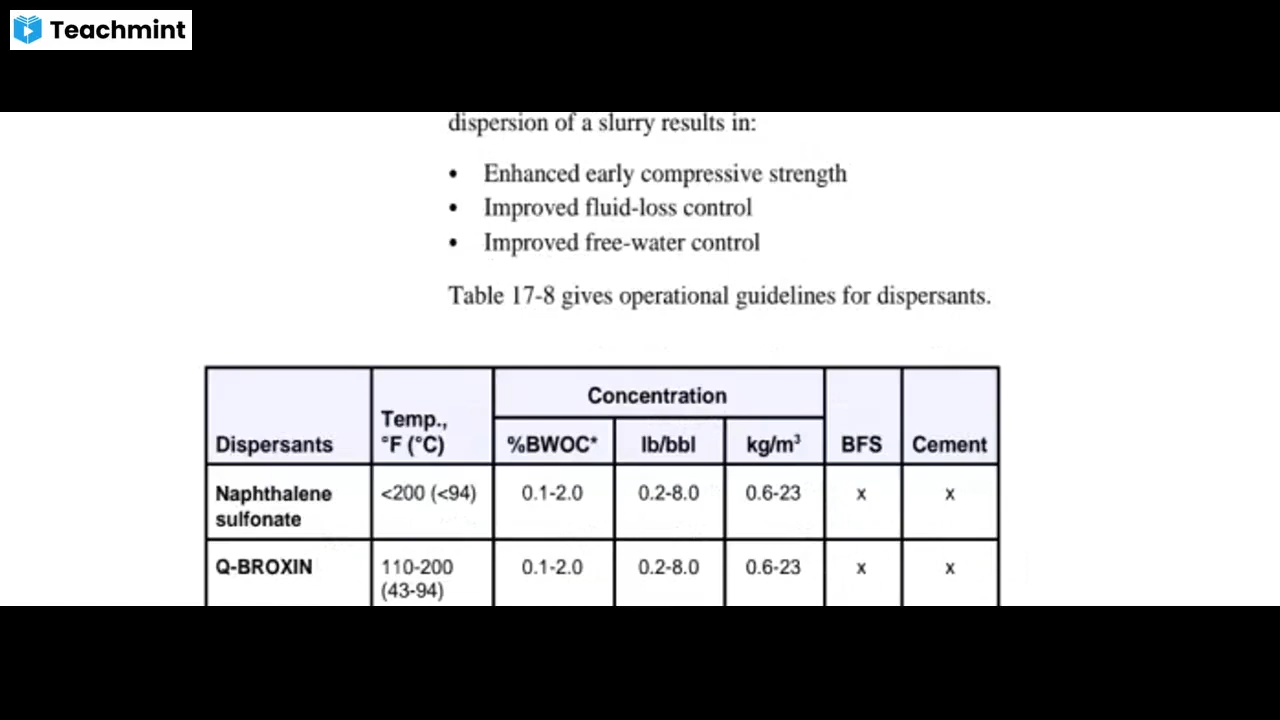 Teachmint
dispersion of a slurry results in:
• Enhanced early compressive strength
• Improved fluid-loss control
• Improved free-water control
Table 17-8 gives operational guidelines for dispersants.
Concentration
Temp.,
Dispersants °F (°C) %BWOC* lb/bbl kg/m³ BFS Cement
Naphthalene <200 (<94) 0.1-2.0 0.2-8.0 0.6-23 x x
sulfonate
Q-BROXIN 110-200 0.1-2.0 0.2-8.0 0.6-23 x x
(43-94)